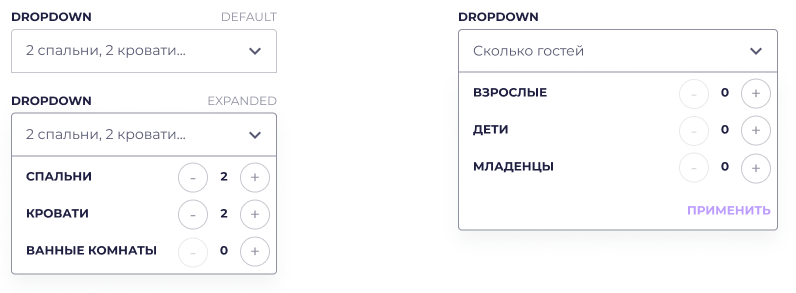 DROPDOWN DEFAULT
2 спальни, 2 кровати...
DROPDOWN EXPANDED
2 спальни, 2 кровати...
СПАЛЬНИ - 2 +
КРОВАТИ - 2 +
ВАННЫЕ КОМНАТЫ - 0 +
DROPDOWN
Сколько гостей
ВЗРОСЛЫЕ - 0 +
ДЕТИ - 0 +
МЛАДЕНЦЫ - 0 +
ПРИМЕНИТЬ